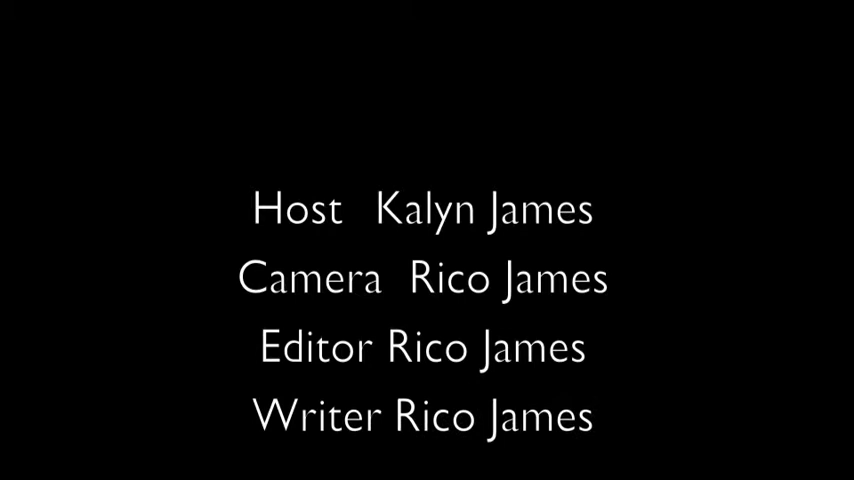 Host Kalyn James
Camera Rico James
Editor Rico James
Writer Rico James